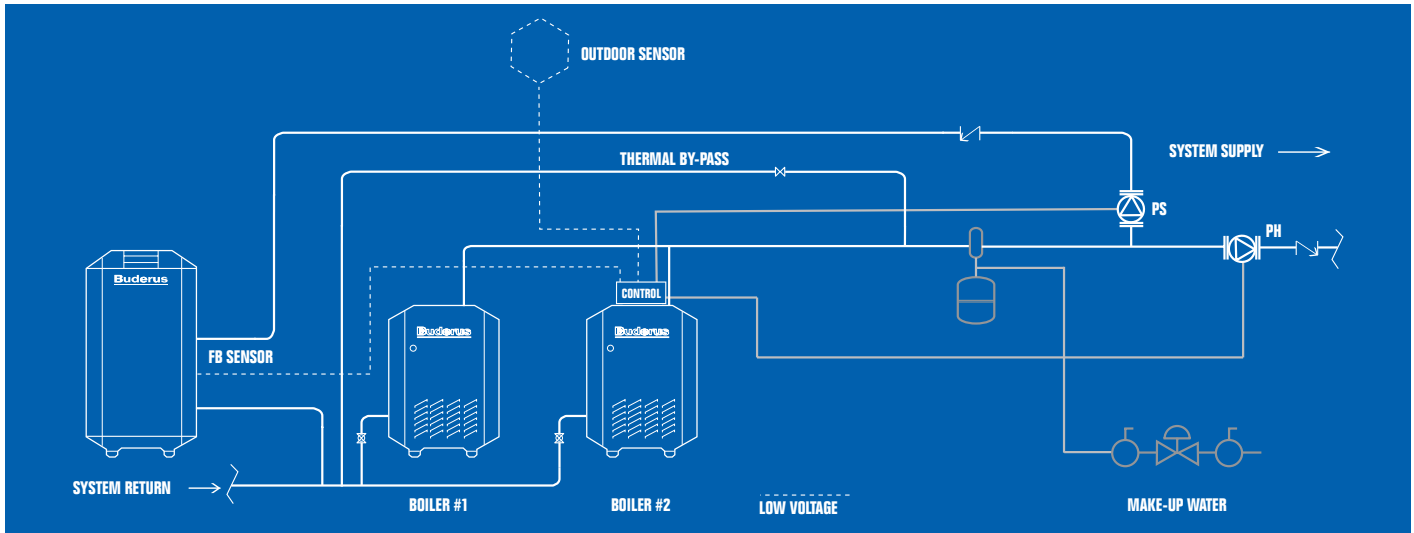 OUTDOOR SENSOR
THERMAL BY-PASS
SYSTEM SUPPLY
PS
PH
Buderus
CONTROL
Buderus
Buderus
FB SENSOR
SYSTEM RETURN
BOILER #1
BOILER #2
LOW VOLTAGE
MAKE-UP WATER